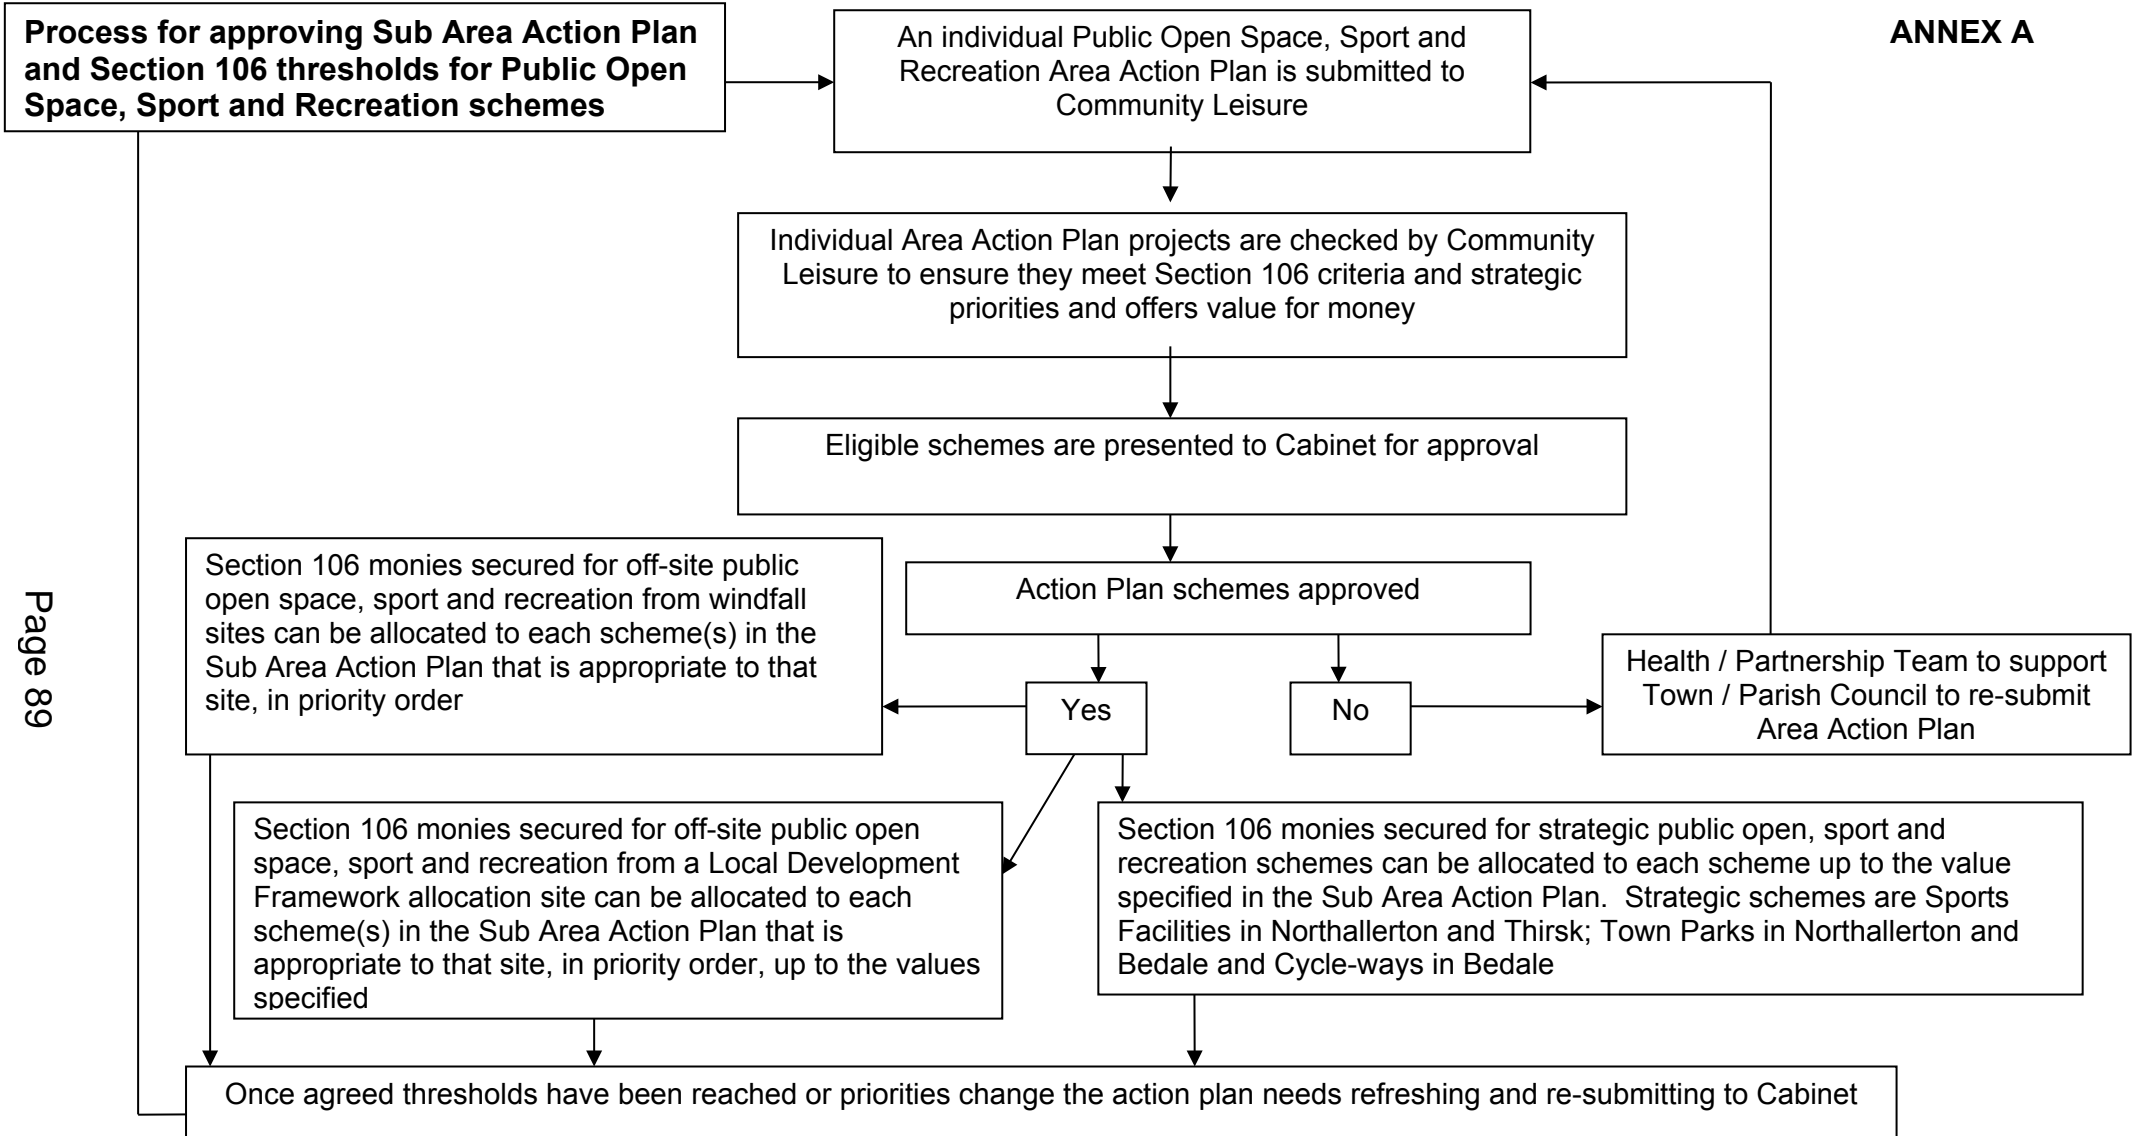 Process for approving Sub Area Action Plan
and Section 106 thresholds for Public Open
Space, Sport and Recreation schemes
An individual Public Open Space, Sport and
Recreation Area Action Plan is submitted to
Community Leisure
ANNEX A
Individual Area Action Plan projects are checked by Community
Leisure to ensure they meet Section 106 criteria and strategic
priorities and offers value for money
Eligible schemes are presented to Cabinet for approval
Action Plan schemes approved
Yes
No
Health / Partnership Team to support
Town / Parish Council to re-submit
Area Action Plan
Section 106 monies secured for off-site public
open space, sport and recreation from windfall
sites can be allocated to each scheme(s) in the
Sub Area Action Plan that is appropriate to that
site, in priority order
Section 106 monies secured for off-site public open
space, sport and recreation from a Local Development
Framework allocation site can be allocated to each
scheme(s) in the Sub Area Action Plan that is
appropriate to that site, in priority order, up to the values
specified
Section 106 monies secured for strategic public open, sport and
recreation schemes can be allocated to each scheme up to the value
specified in the Sub Area Action Plan.  Strategic schemes are Sports
Facilities in Northallerton and Thirsk; Town Parks in Northallerton and
Bedale and Cycle-ways in Bedale
Once agreed thresholds have been reached or priorities change the action plan needs refreshing and re-submitting to Cabinet
Page 89